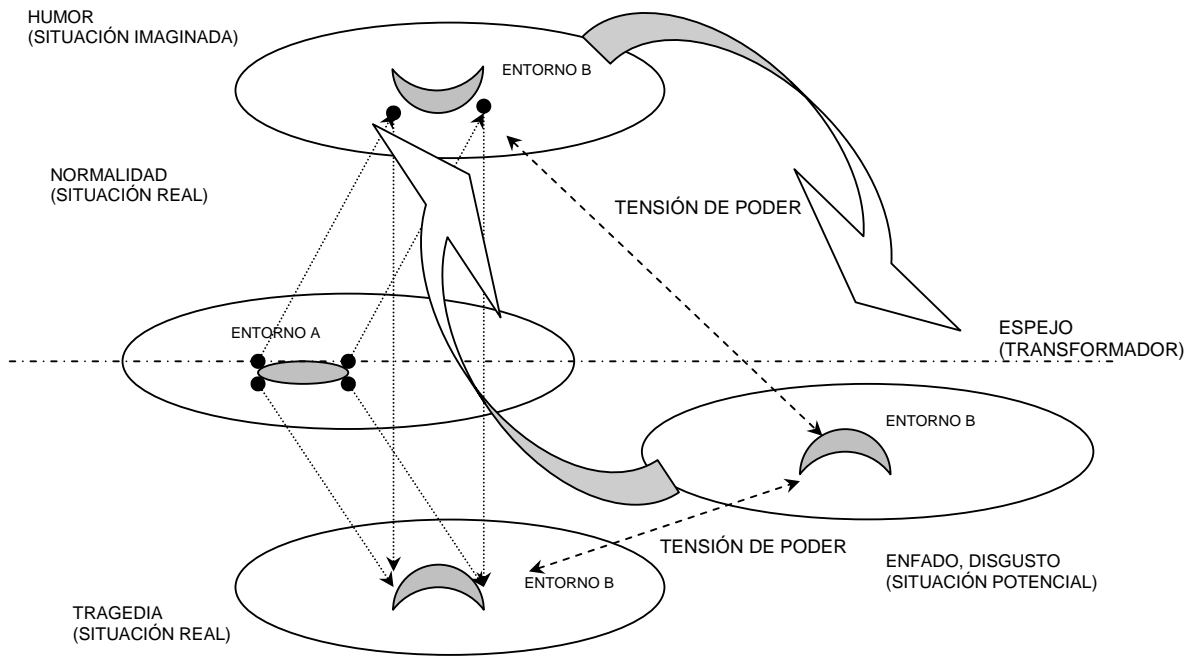 HUMOR
(SITUACIÓN IMAGINADA)
ENTORNO B
NORMALIDAD
(SITUACIÓN REAL)
TENSIÓN DE PODER
ENTORNO A
ESPEJO
(TRANSFORMADOR)
ENTORNO B
TENSIÓN DE PODER
ENFADO, DISGUSTO
(SITUACIÓN POTENCIAL)
ENTORNO B
TRAGEDIA
(SITUACIÓN REAL)